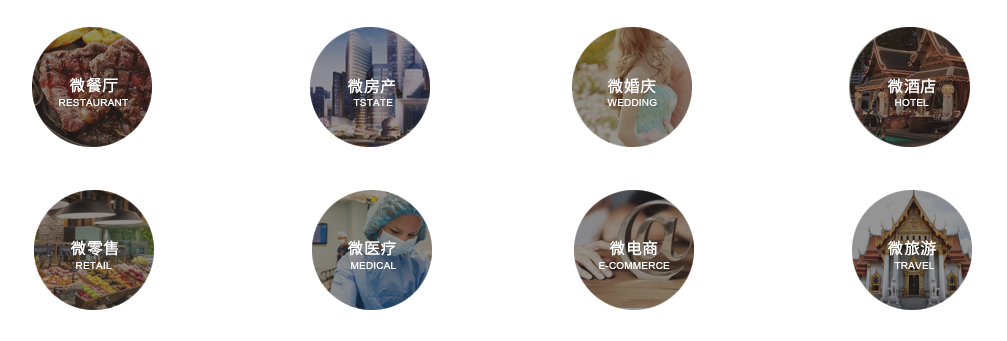 微餐厅
RESTAURANT
微房产
TSTATE
微婚庆
WEDDING
微酒店
HOTEL
微零售
RETAIL
微医疗
MEDICAL
微电商
E-COMMERCE
微旅游
TRAVEL